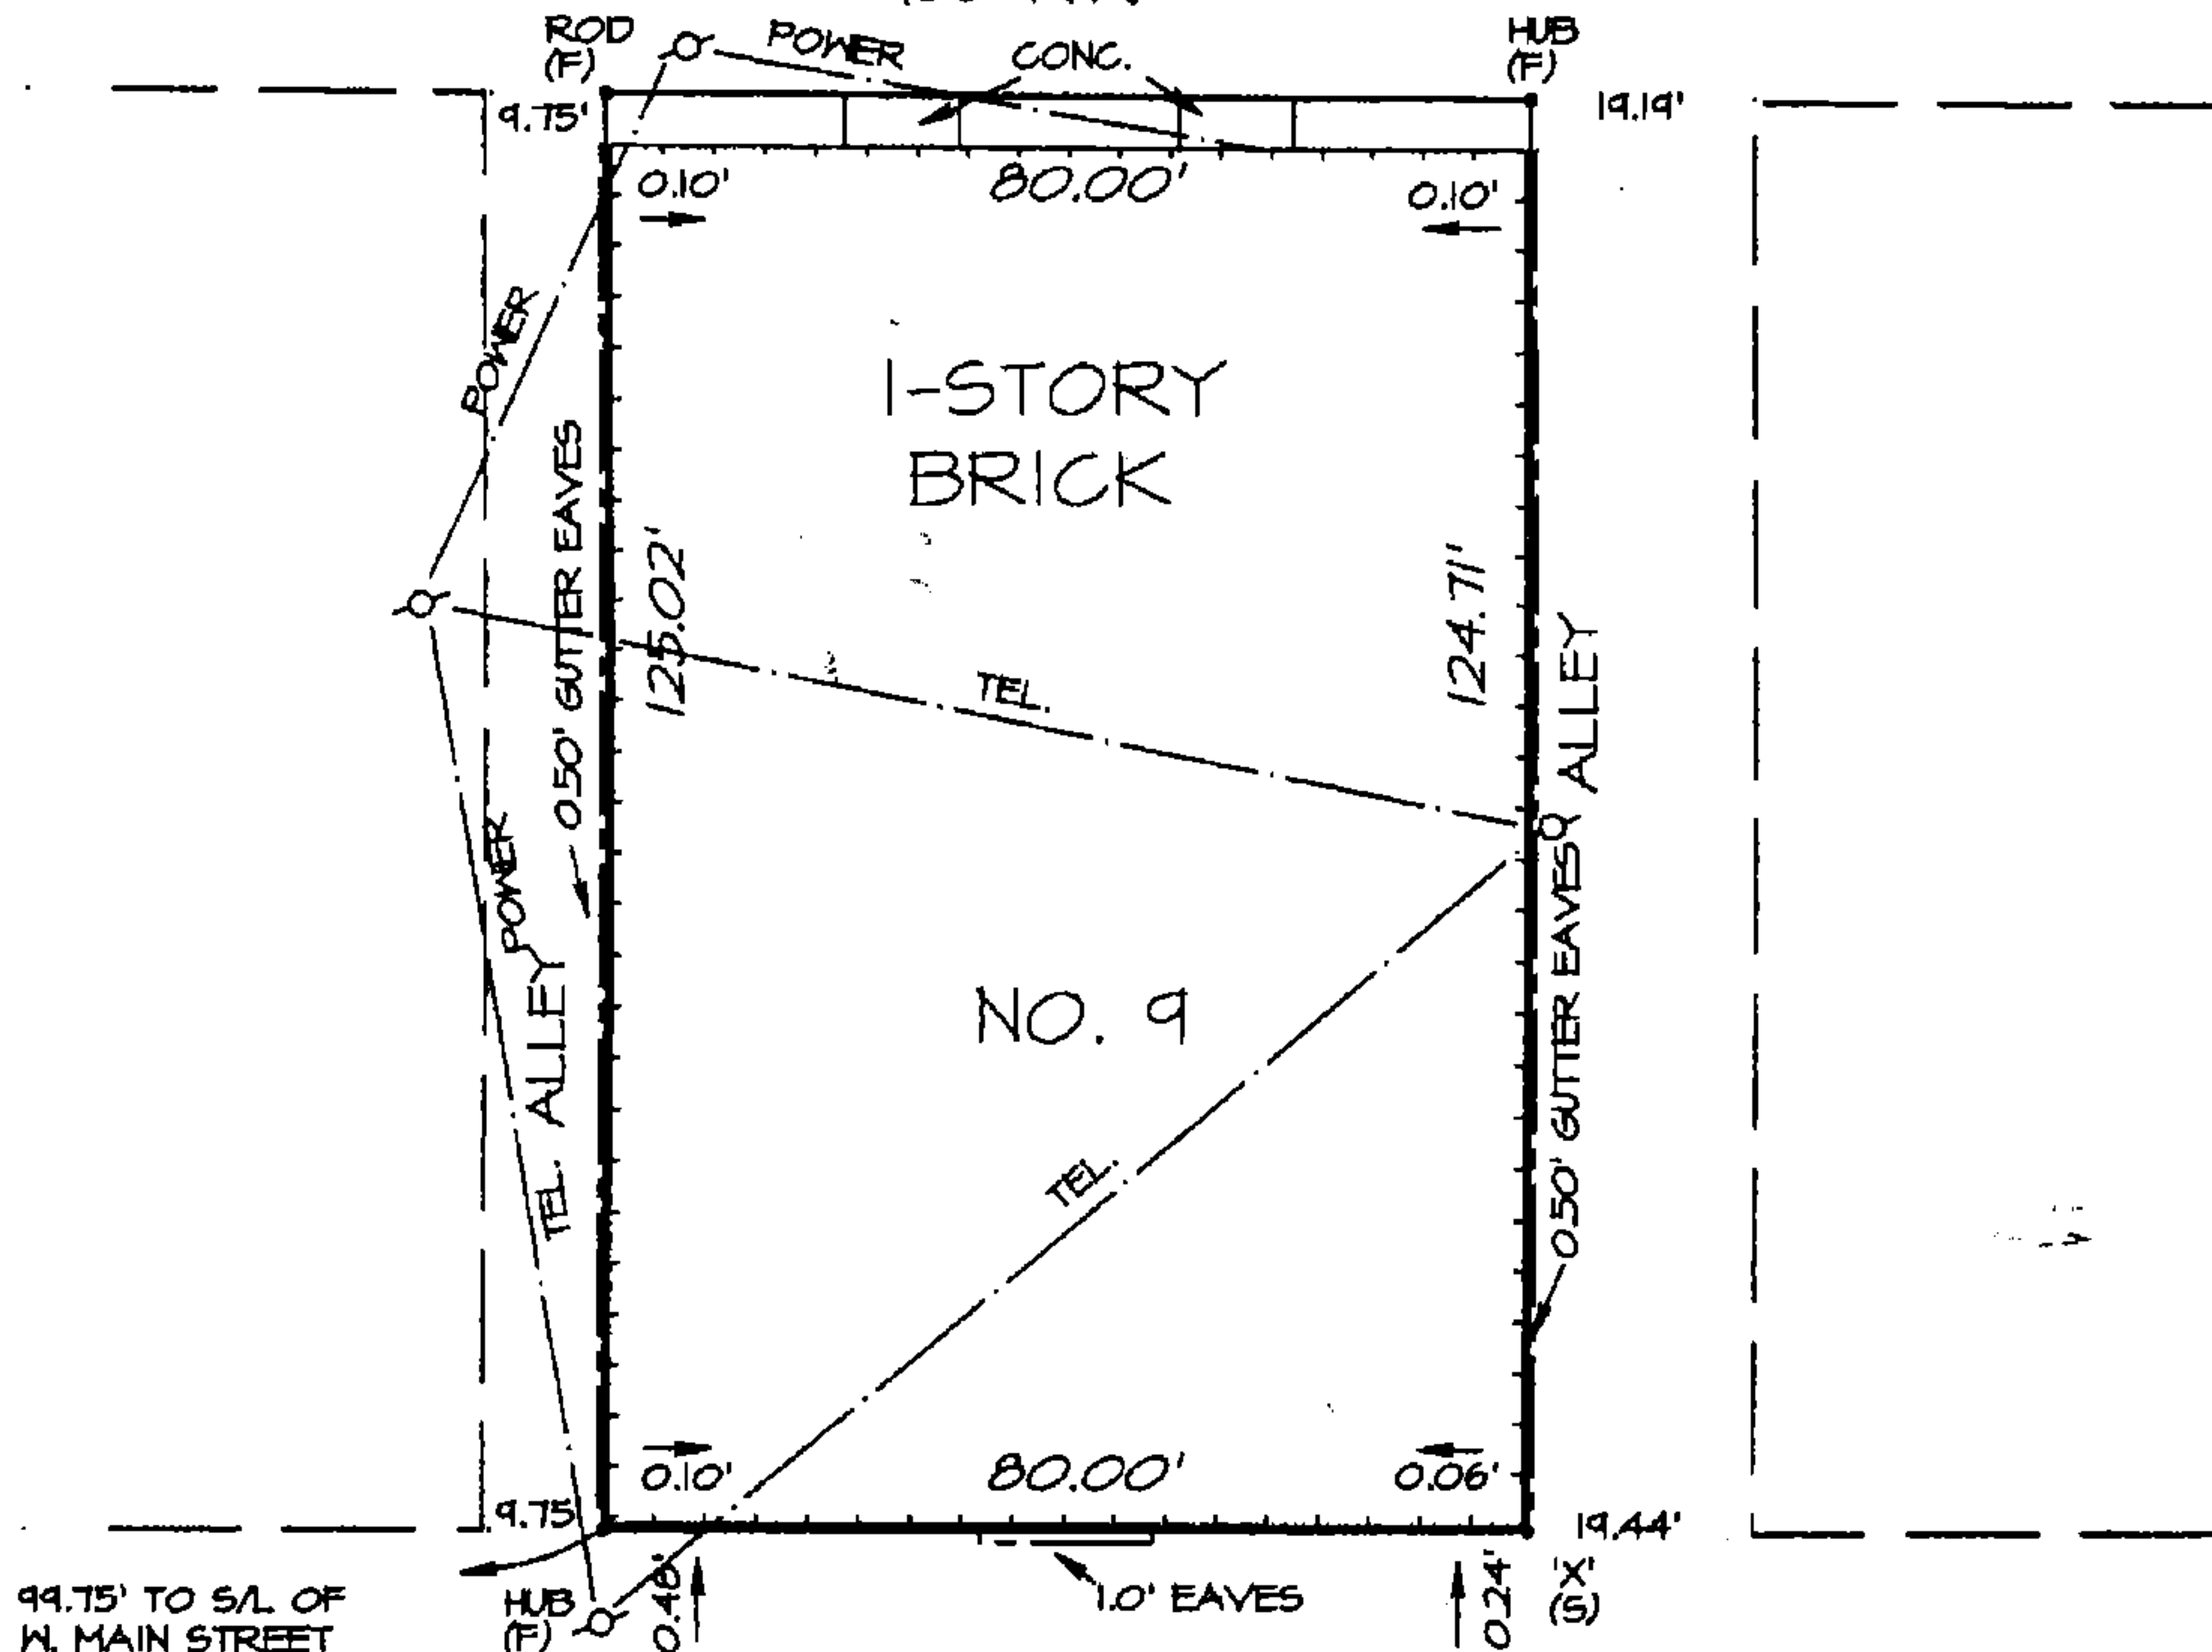 ROD
(F)
POWER
CONC.
HUB
(F)
9.75'
19.19'
0.10'
80.00'
0.10'
POWER
1-STORY
BRICK
0.50' GUTTER EAVES
125.02'
124.71'
ALLEY
TEL.
POWER
0.50' GUTTER EAVES
TEL. ALLEY
NO. 9
TEL.
0.10'
80.00'
0.06'
9.75
19.44'
99.75' TO S/L OF
W. MAIN STREET
HUB
(F)
0.48'
1.0' EAVES
0.24'
'X'
(S)